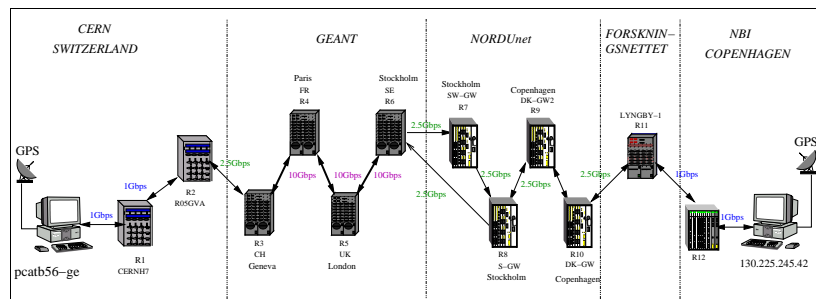 CERN
SWITZERLAND
GEANT
NORDUnet
FORSKNIN-
GSNETTET
NBI
COPENHAGEN
GPS
pcatb56-ge
1Gbps
R1
CERNH7
1Gbps
R2
R05GVA
2.5Gbps
R3
CH
Geneva
10Gbps
Paris
FR
R4
10Gbps
R5
UK
London
10Gbps
Stockholm
SE
R6
2.5Gbps
2.5Gbps
Stockholm
SW-GW
R7
2.5Gbps
R8
S-GW
Stockholm
2.5Gbps
Copenhagen
DK-GW2
R9
2.5Gbps
R10
DK-GW
Copenhagen
2.5Gbps
LYNGBY-1
R11
1Gbps
R12
1Gbps
GPS
130.225.245.42